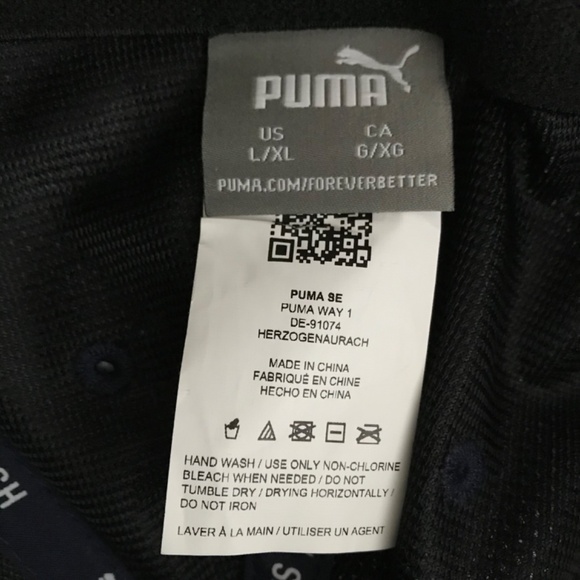 PUMA
US CA
L/XL G/XG
PUMA.COM/FOREVERBETTER
PUMA SE
PUMA WAY 1
DE-91074
HERZOGENAURACH
MADE IN CHINA
FABRIQUÉ EN CHINE
HECHO EN CHINA
HAND WASH / USE ONLY NON-CHLORINE
BLEACH WHEN NEEDED / DO NOT
TUMBLE DRY / DRYING HORIZONTALLY /
DO NOT IRON
LAVER À LA MAIN / UTILISER UN AGENT